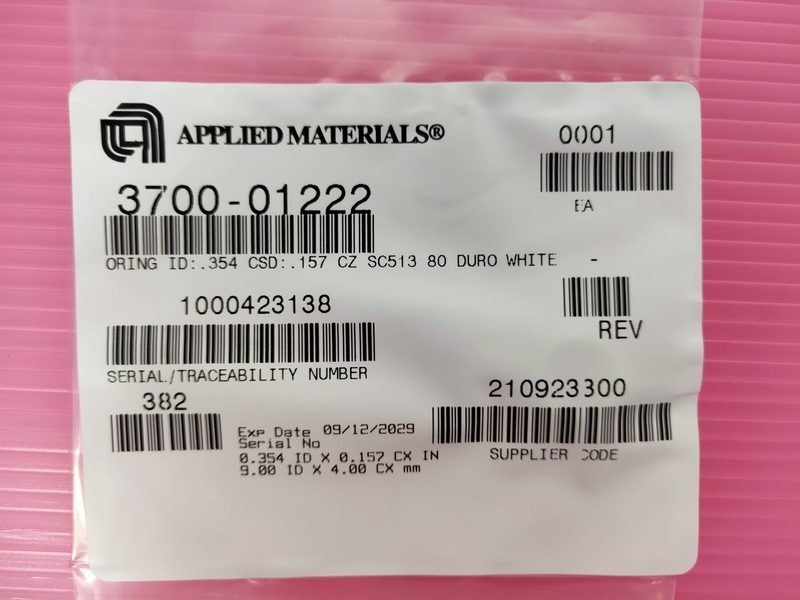 APPLIED MATERIALS®
0001
EA
3700-01222
ORING ID:.354 CSD:.157 CZ SC513 80 DURO WHITE
-
REV
1000423138
SERIAL/TRACEABILITY NUMBER
382
210923300
SUPPLIER CODE
Exp Date 09/12/2029
Serial No
0.354 ID X 0.157 CX IN
9.00 ID X 4.00 CX mm